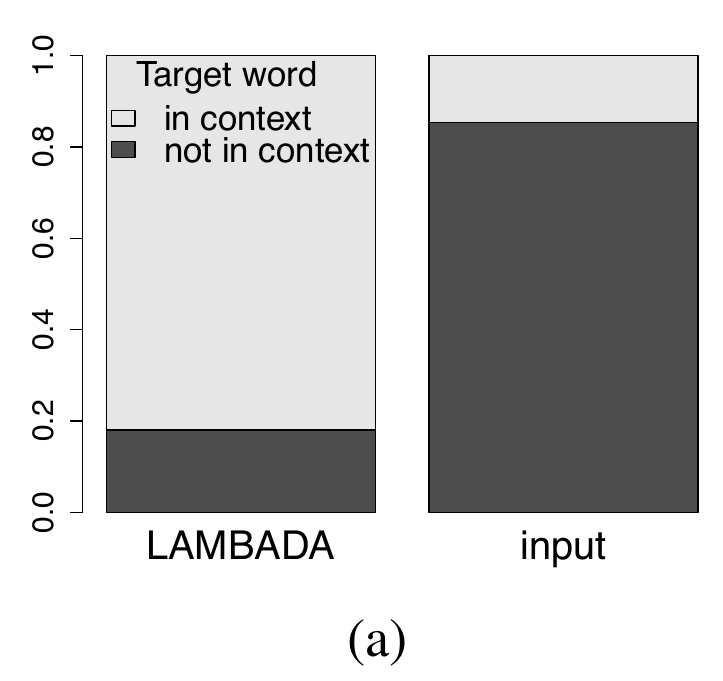 1.0
0.8
0.6
0.4
0.2
0.0
Target word
in context
not in context
LAMBADA
input
(a)